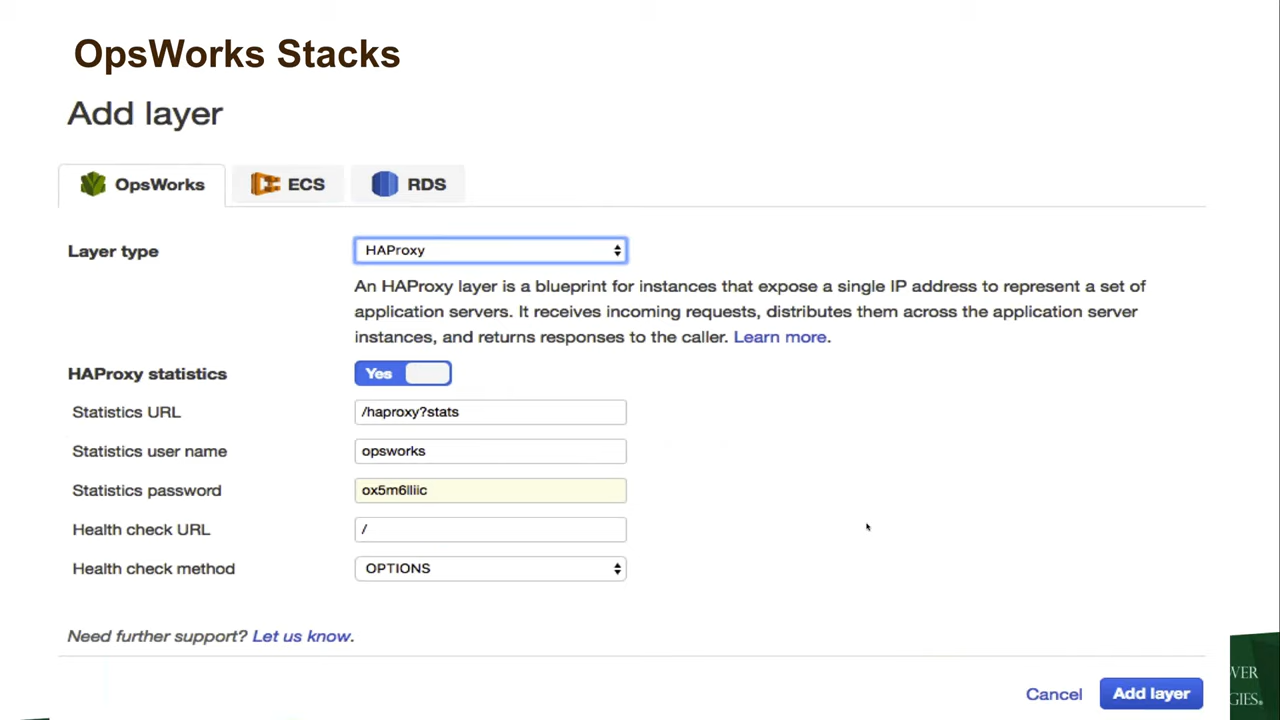 OpsWorks Stacks
Add layer
OpsWorks
ECS
RDS
Layer type
HAProxy
An HAProxy layer is a blueprint for instances that expose a single IP address to represent a set of
application servers. It receives incoming requests, distributes them across the application server
instances, and returns responses to the caller. Learn more.
HAProxy statistics
Yes
Statistics URL
/haproxy?stats
Statistics user name
opsworks
Statistics password
Health check URL
/
Health check method
OPTIONS
Need further support? Let us know.
Cancel
Add layer
VER
GIES®